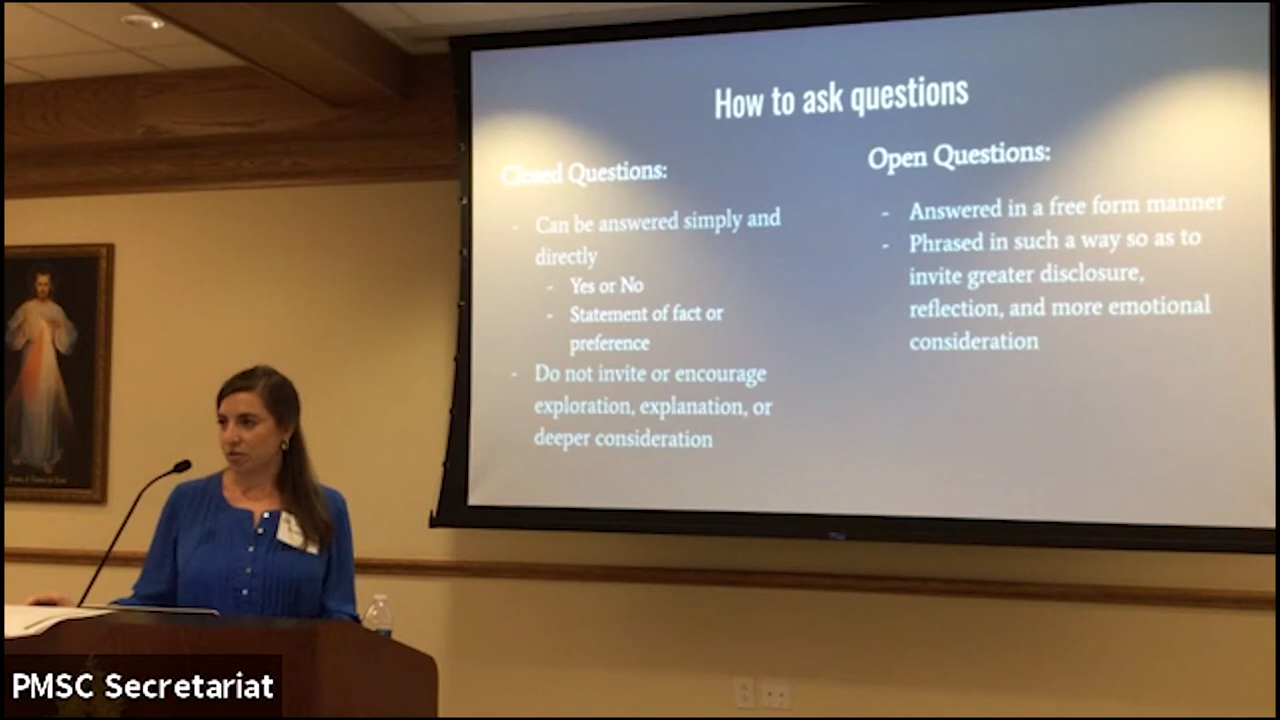 How to ask questions
Closed Questions:
- Can be answered simply and
directly
- Yes or No
- Statement of fact or
preference
- Do not invite or encourage
exploration, explanation, or
deeper consideration
Open Questions:
- Answered in a free form manner
- Phrased in such a way so as to
invite greater disclosure,
reflection, and more emotional
consideration
PMSC Secretariat